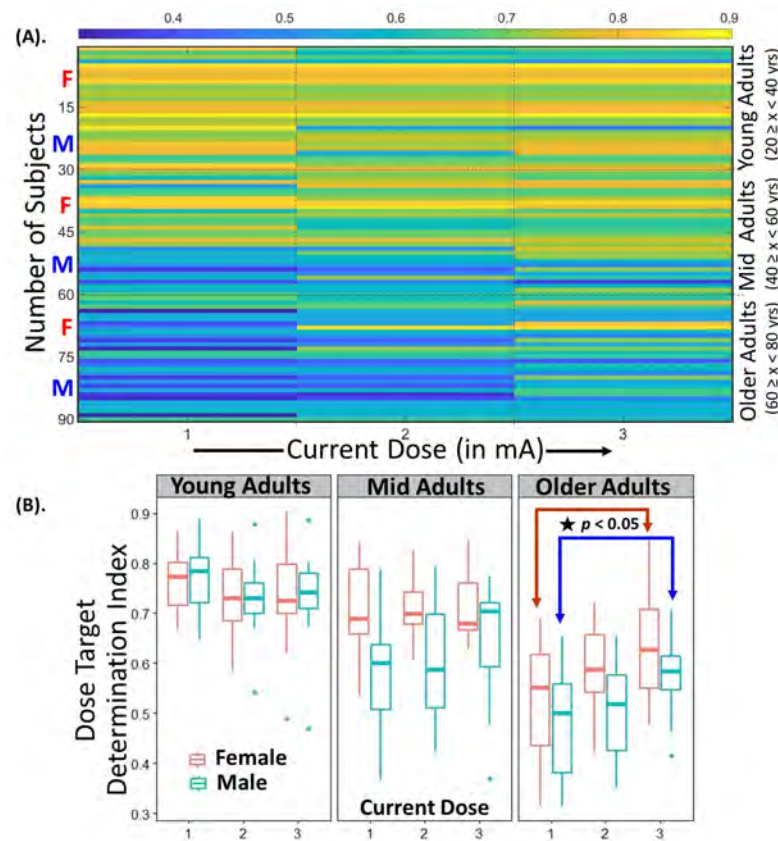 (A).
0.4 0.5 0.6 0.7 0.8 0.9
Number of Subjects
15
30
45
60
75
90
F
M
F
M
F
M
Young Adults
(20 ≥ x < 40 yrs)
Mid Adults
(40 ≥ x < 60 yrs)
Older Adults
(60 ≥ x < 80 yrs)
1 2 3
Current Dose (in mA)
(B).
Young Adults Mid Adults Older Adults
Dose Target
Determination Index
0.9
0.8
0.7
0.6
0.5
0.4
0.3
★ p < 0.05
Female
Male
Current Dose
1 2 3 1 2 3 1 2 3